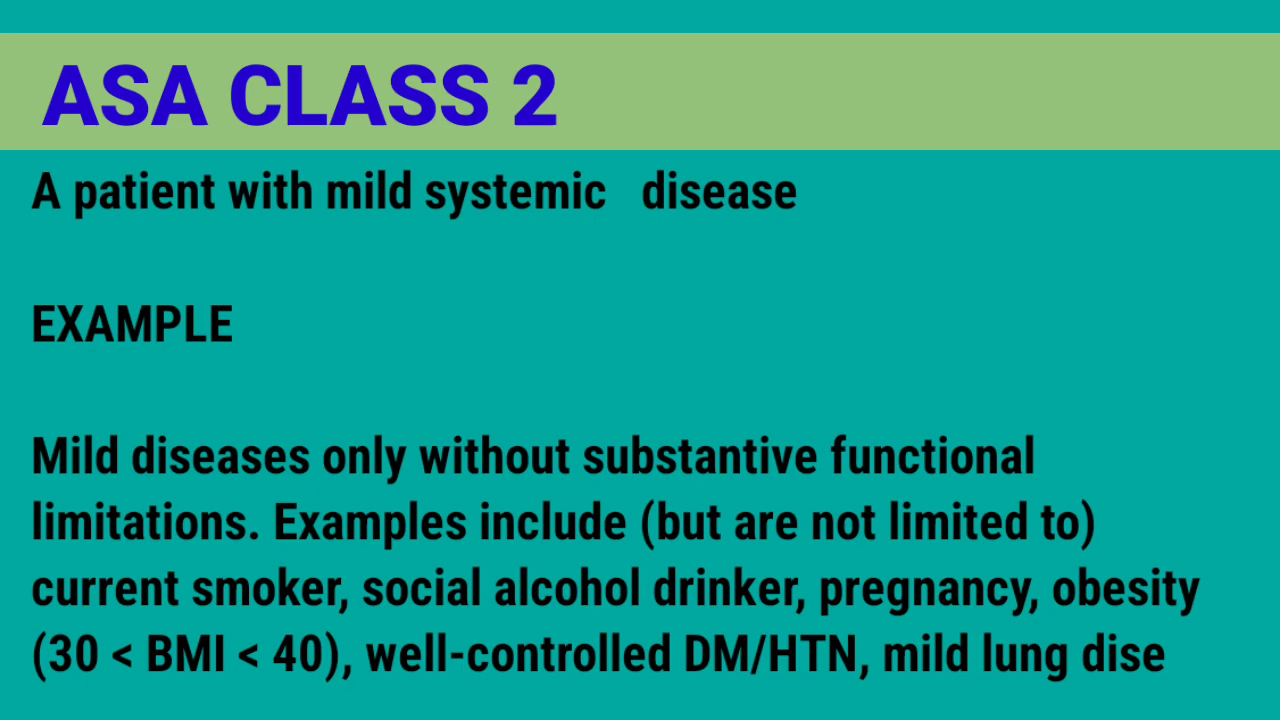 ASA CLASS 2
A patient with mild systemic disease
EXAMPLE
Mild diseases only without substantive functional
limitations. Examples include (but are not limited to)
current smoker, social alcohol drinker, pregnancy, obesity
(30 < BMI < 40), well-controlled DM/HTN, mild lung dise